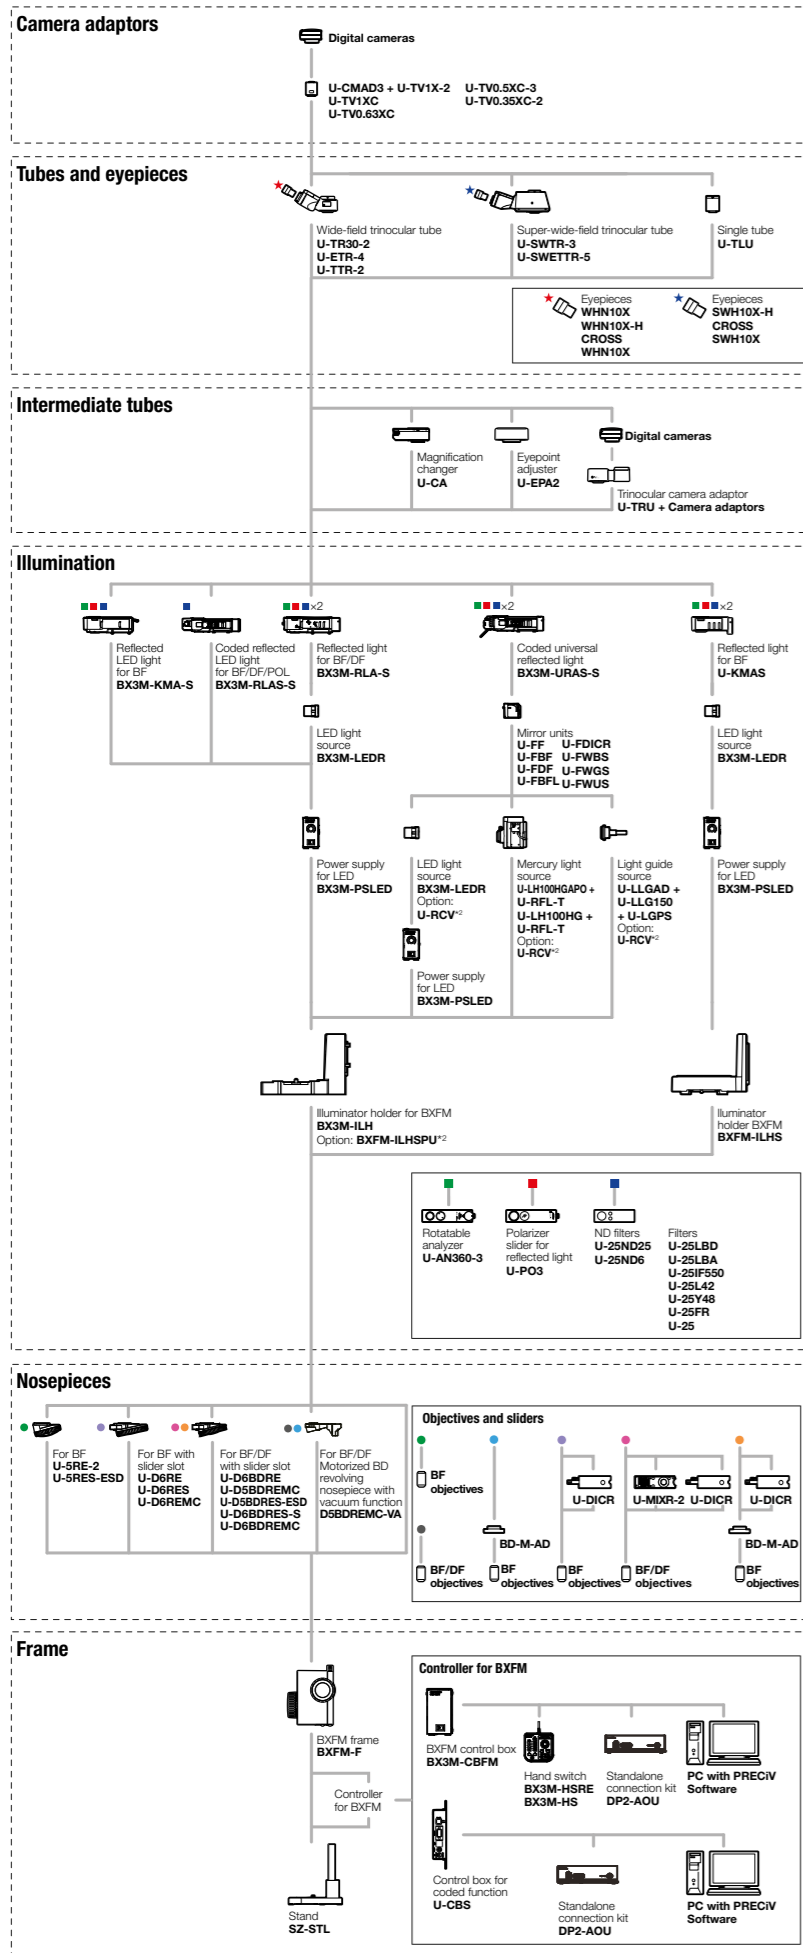 Camera adaptors
Digital cameras
U-CMAD3 + U-TV1X-2
U-TV1XC
U-TV0.63XC
U-TV0.5XC-3
U-TV0.35XC-2
Tubes and eyepieces
Wide-field trinocular tube
U-TR30-2
U-ETR-4
U-TTR-2
Super-wide-field trinocular tube
U-SWTR-3
U-SWETTR-5
Single tube
U-TLU
Eyepieces
WHN10X
WHN10X-H
CROSS
WHN10X
Eyepieces
SWH10X-H
CROSS
SWH10X
Intermediate tubes
Magnification
changer
U-CA
Eyepoint
adjuster
U-EPA2
Digital cameras
Trinocular camera adaptor
U-TRU + Camera adaptors
Illumination
Reflected
LED light
for BF
BX3M-KMA-S
Coded reflected
LED light
for BF/DF/POL
BX3M-RLAS-S
×2
Reflected light
for BF/DF
BX3M-RLA-S
LED light
source
BX3M-LEDR
×2
Coded universal
reflected light
BX3M-URAS-S
Mirror units
U-FF
U-FBF
U-FDF
U-FBFL
U-FDICR
U-FWBS
U-FWGS
U-FWUS
×2
Reflected light
for BF
U-KMAS
LED light
source
BX3M-LEDR
Power supply
for LED
BX3M-PSLED
LED light
source
BX3M-LEDR
Option:
U-RCV*2
Power supply
for LED
BX3M-PSLED
Mercury light
source
U-LH100HGAPO +
U-RFL-T
U-LH100HG +
U-RFL-T
Option:
U-RCV*2
Light guide
source
U-LLGAD +
U-LLG150
+ U-LGPS
Option:
U-RCV*2
Power supply
for LED
BX3M-PSLED
Illuminator holder for BXFM
BX3M-ILH
Option: BXFM-ILHSPU*2
Iluminator
holder BXFM
BXFM-ILHS
Rotatable
analyzer
U-AN360-3
Polarizer
slider for
reflected light
U-PO3
ND filters
U-25ND25
U-25ND6
Filters
U-25LBD
U-25LBA
U-25IF550
U-25L42
U-25Y48
U-25FR
U-25
Nosepieces
For BF
U-5RE-2
U-5RES-ESD
For BF with
slider slot
U-D6RE
U-D6RES
U-D6REMC
For BF/DF
with slider slot
U-D6BDRE
U-D5BDREMC
U-D5BDRES-ESD
U-D6BDRES-S
U-D6BDREMC
For BF/DF
Motorized BD
revolving
nosepiece with
vacuum function
D5BDREMC-VA
Objectives and sliders
BF
objectives
BF/DF
objectives
BD-M-AD
BF
objectives
U-DICR
BF
objectives
U-MIXR-2
U-DICR
BF/DF
objectives
U-DICR
BD-M-AD
BF
objectives
Frame
BXFM frame
BXFM-F
Controller
for BXFM
Stand
SZ-STL
Controller for BXFM
BXFM control box
BX3M-CBFM
Hand switch
BX3M-HSRE
BX3M-HS
Standalone
connection kit
DP2-AOU
PC with PRECiV
Software
Control box for
coded function
U-CBS
Standalone
connection kit
DP2-AOU
PC with PRECiV
Software